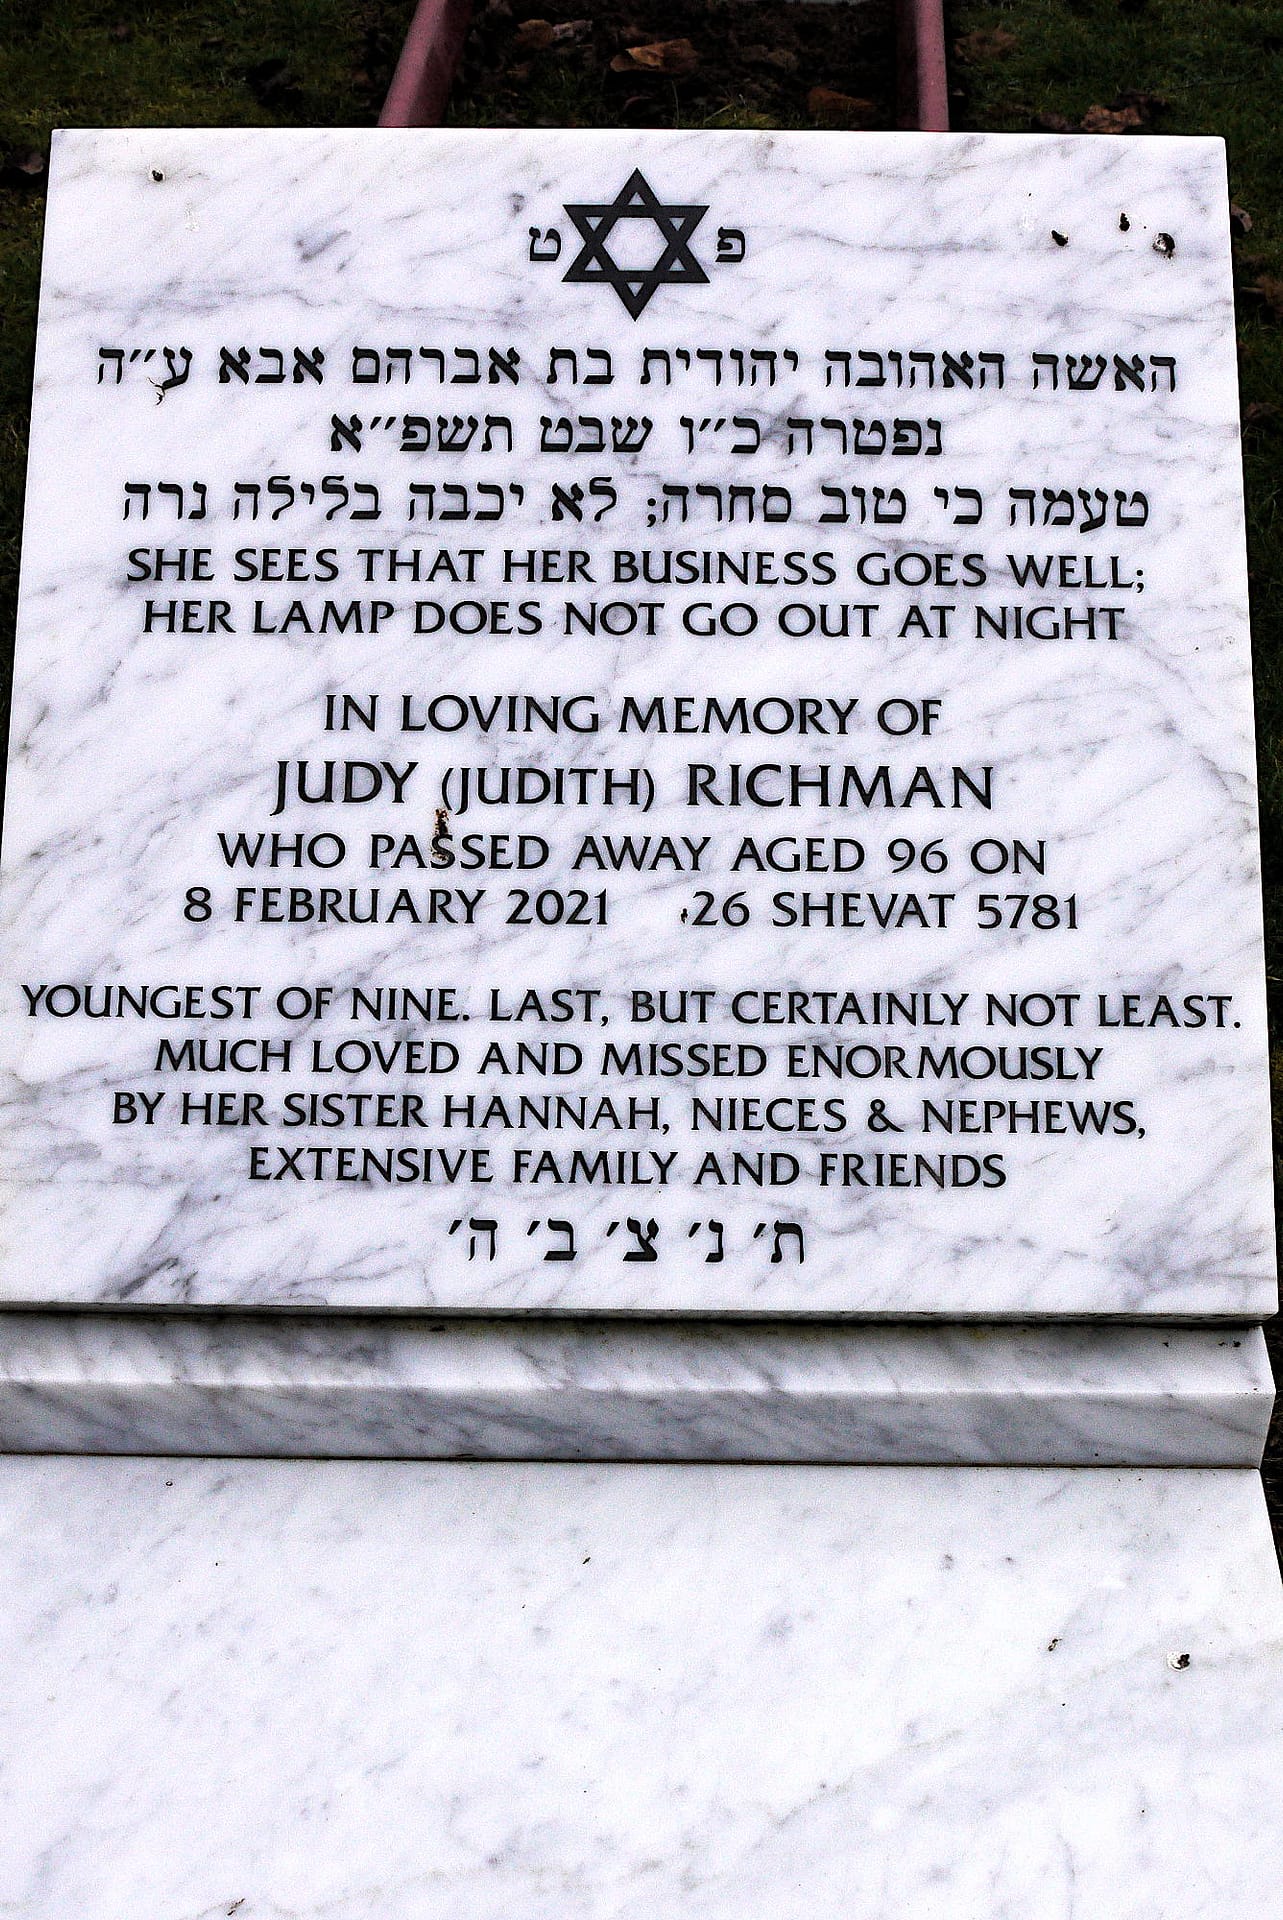 פ ט
האשה האהובה יהודית בת אברהם אבא ע״ה
נפטרה כ״ו שבט תשפ״א
טעמה כי טוב סחרה; לא יכבה בלילה נרה
SHE SEES THAT HER BUSINESS GOES WELL;
HER LAMP DOES NOT GO OUT AT NIGHT
IN LOVING MEMORY OF
JUDY (JUDITH) RICHMAN
WHO PASSED AWAY AGED 96 ON
8 FEBRUARY 2021 26 SHEVAT 5781
YOUNGEST OF NINE. LAST, BUT CERTAINLY NOT LEAST.
MUCH LOVED AND MISSED ENORMOUSLY
BY HER SISTER HANNAH, NIECES & NEPHEWS,
EXTENSIVE FAMILY AND FRIENDS
ת׳ נ׳ צ׳ ב׳ ה׳